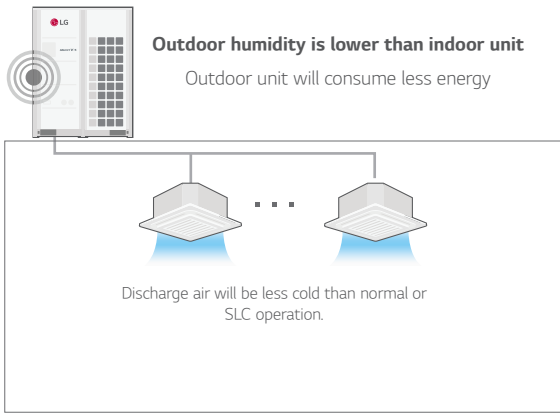 LG
Outdoor humidity is lower than indoor unit
Outdoor unit will consume less energy
Discharge air will be less cold than normal or
SLC operation.